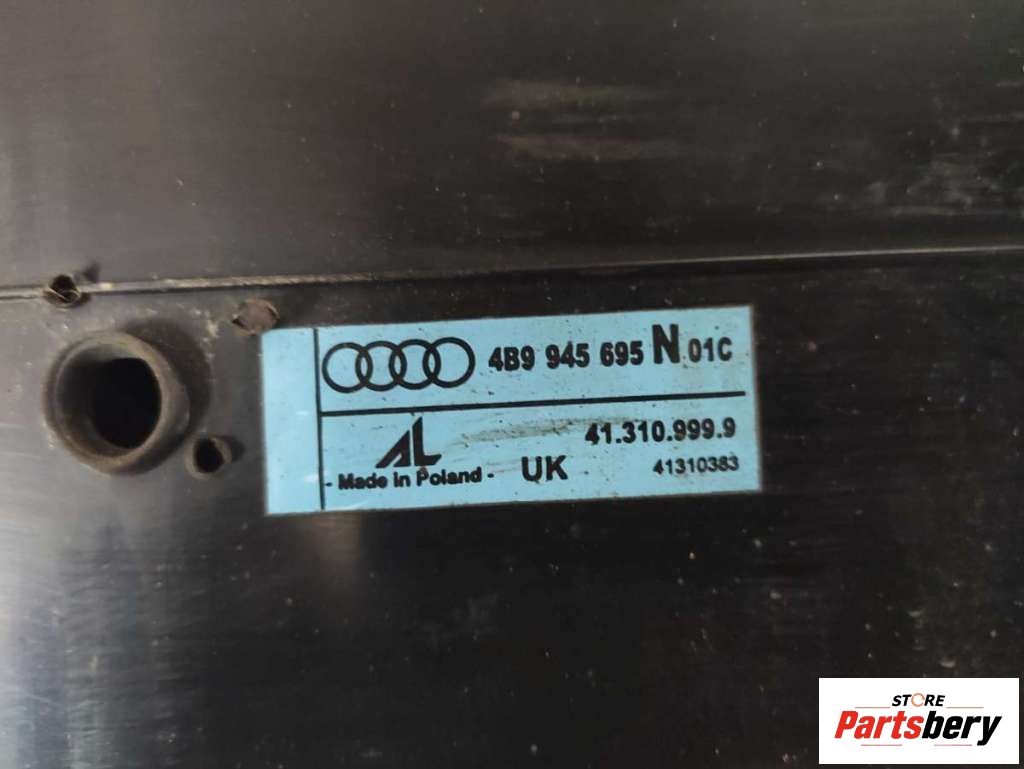 4B9 945 695 N 01C
AL
41.310.999.9
- Made in Poland -
UK
41310383
STORE
Partsbery